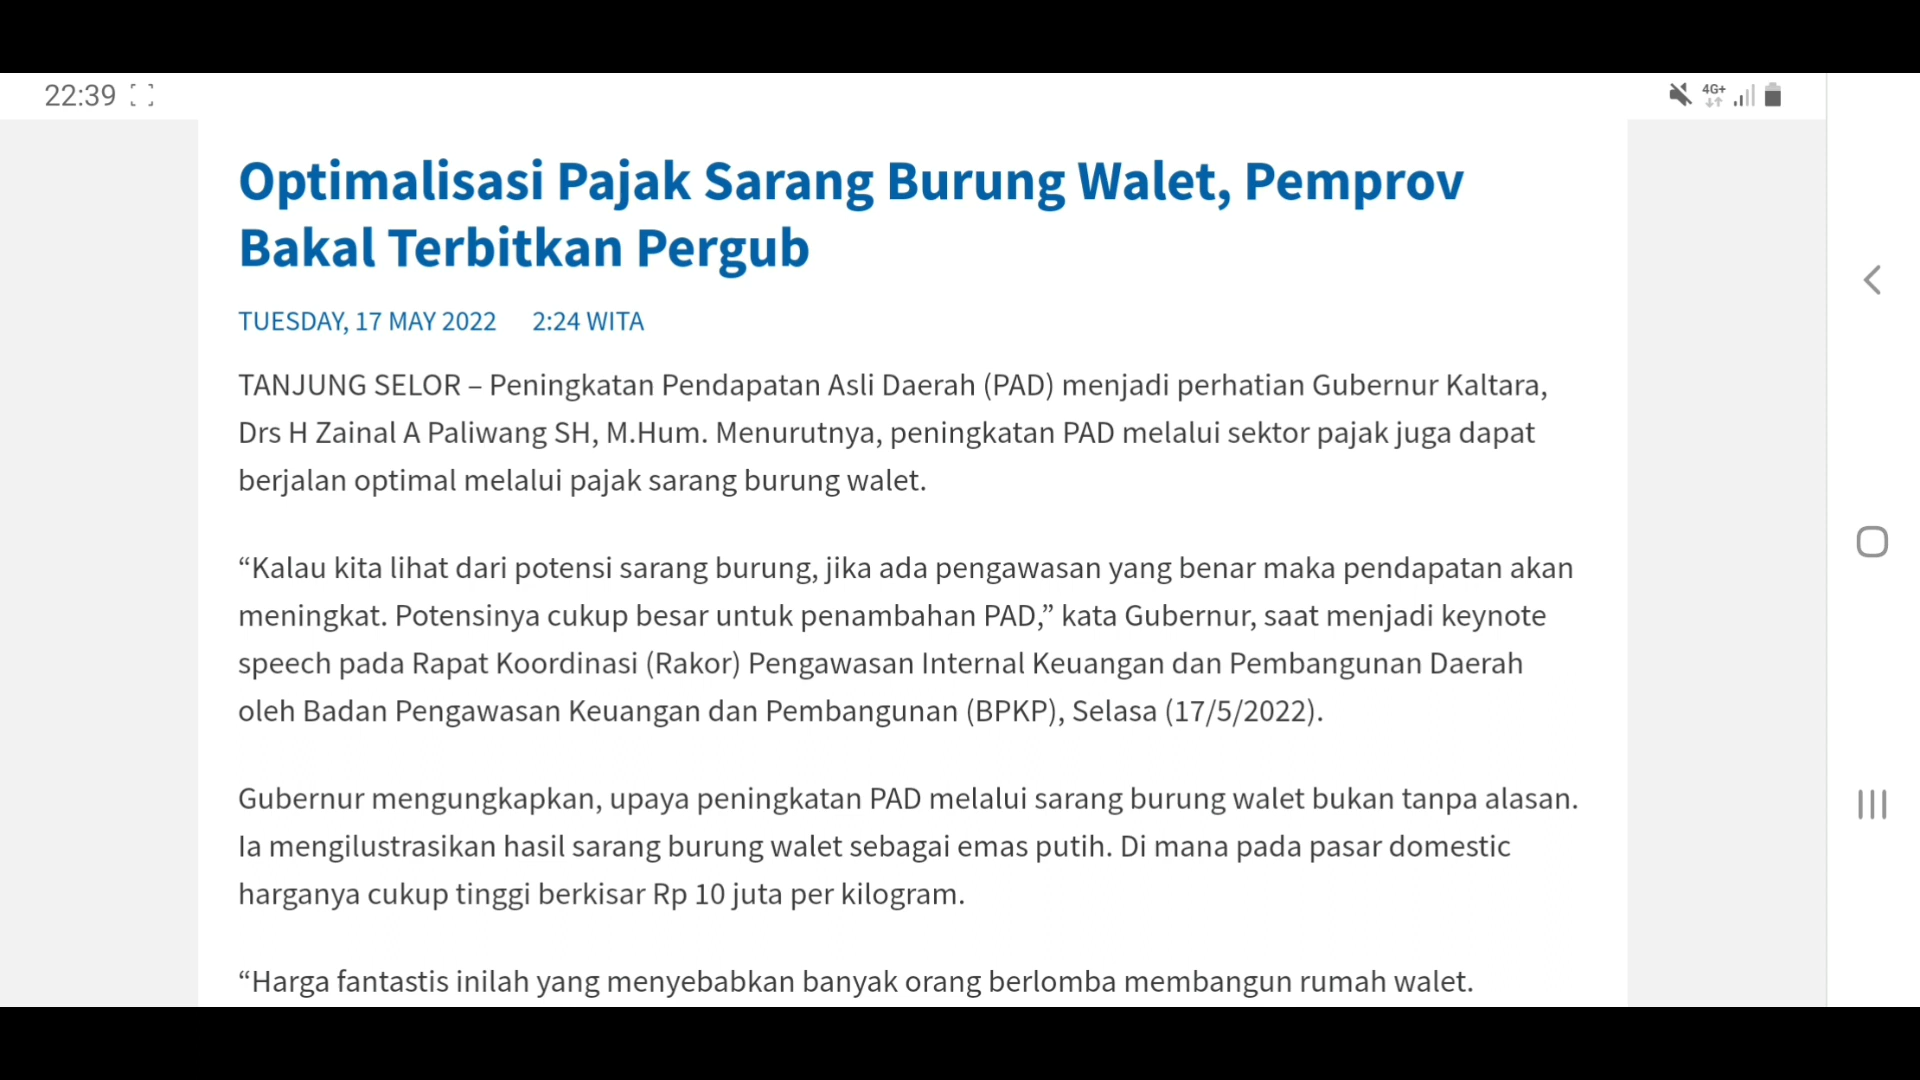 22:39
4G+
Optimalisasi Pajak Sarang Burung Walet, Pemprov
Bakal Terbitkan Pergub
TUESDAY, 17 MAY 2022 2:24 WITA
TANJUNG SELOR – Peningkatan Pendapatan Asli Daerah (PAD) menjadi perhatian Gubernur Kaltara,
Drs H Zainal A Paliwang SH, M.Hum. Menurutnya, peningkatan PAD melalui sektor pajak juga dapat
berjalan optimal melalui pajak sarang burung walet.
“Kalau kita lihat dari potensi sarang burung, jika ada pengawasan yang benar maka pendapatan akan
meningkat. Potensinya cukup besar untuk penambahan PAD,” kata Gubernur, saat menjadi keynote
speech pada Rapat Koordinasi (Rakor) Pengawasan Internal Keuangan dan Pembangunan Daerah
oleh Badan Pengawasan Keuangan dan Pembangunan (BPKP), Selasa (17/5/2022).
Gubernur mengungkapkan, upaya peningkatan PAD melalui sarang burung walet bukan tanpa alasan.
Ia mengilustrasikan hasil sarang burung walet sebagai emas putih. Di mana pada pasar domestic
harganya cukup tinggi berkisar Rp 10 juta per kilogram.
“Harga fantastis inilah yang menyebabkan banyak orang berlomba membangun rumah walet.